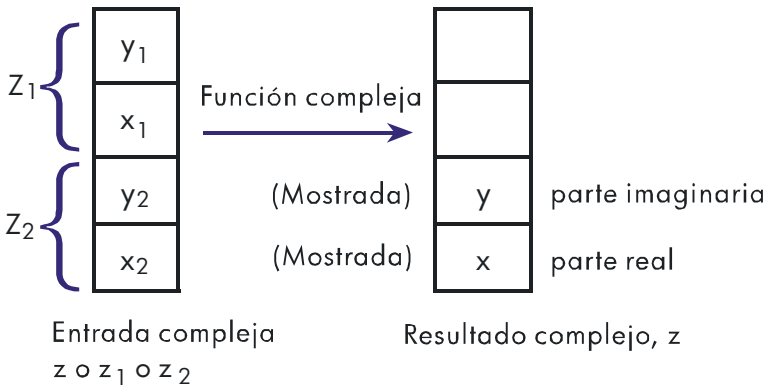 Z1
y1
x1
Z2
y2
x2
Función compleja
(Mostrada) y parte imaginaria
(Mostrada) x parte real
Entrada compleja
z o z1 o z2
Resultado complejo, z